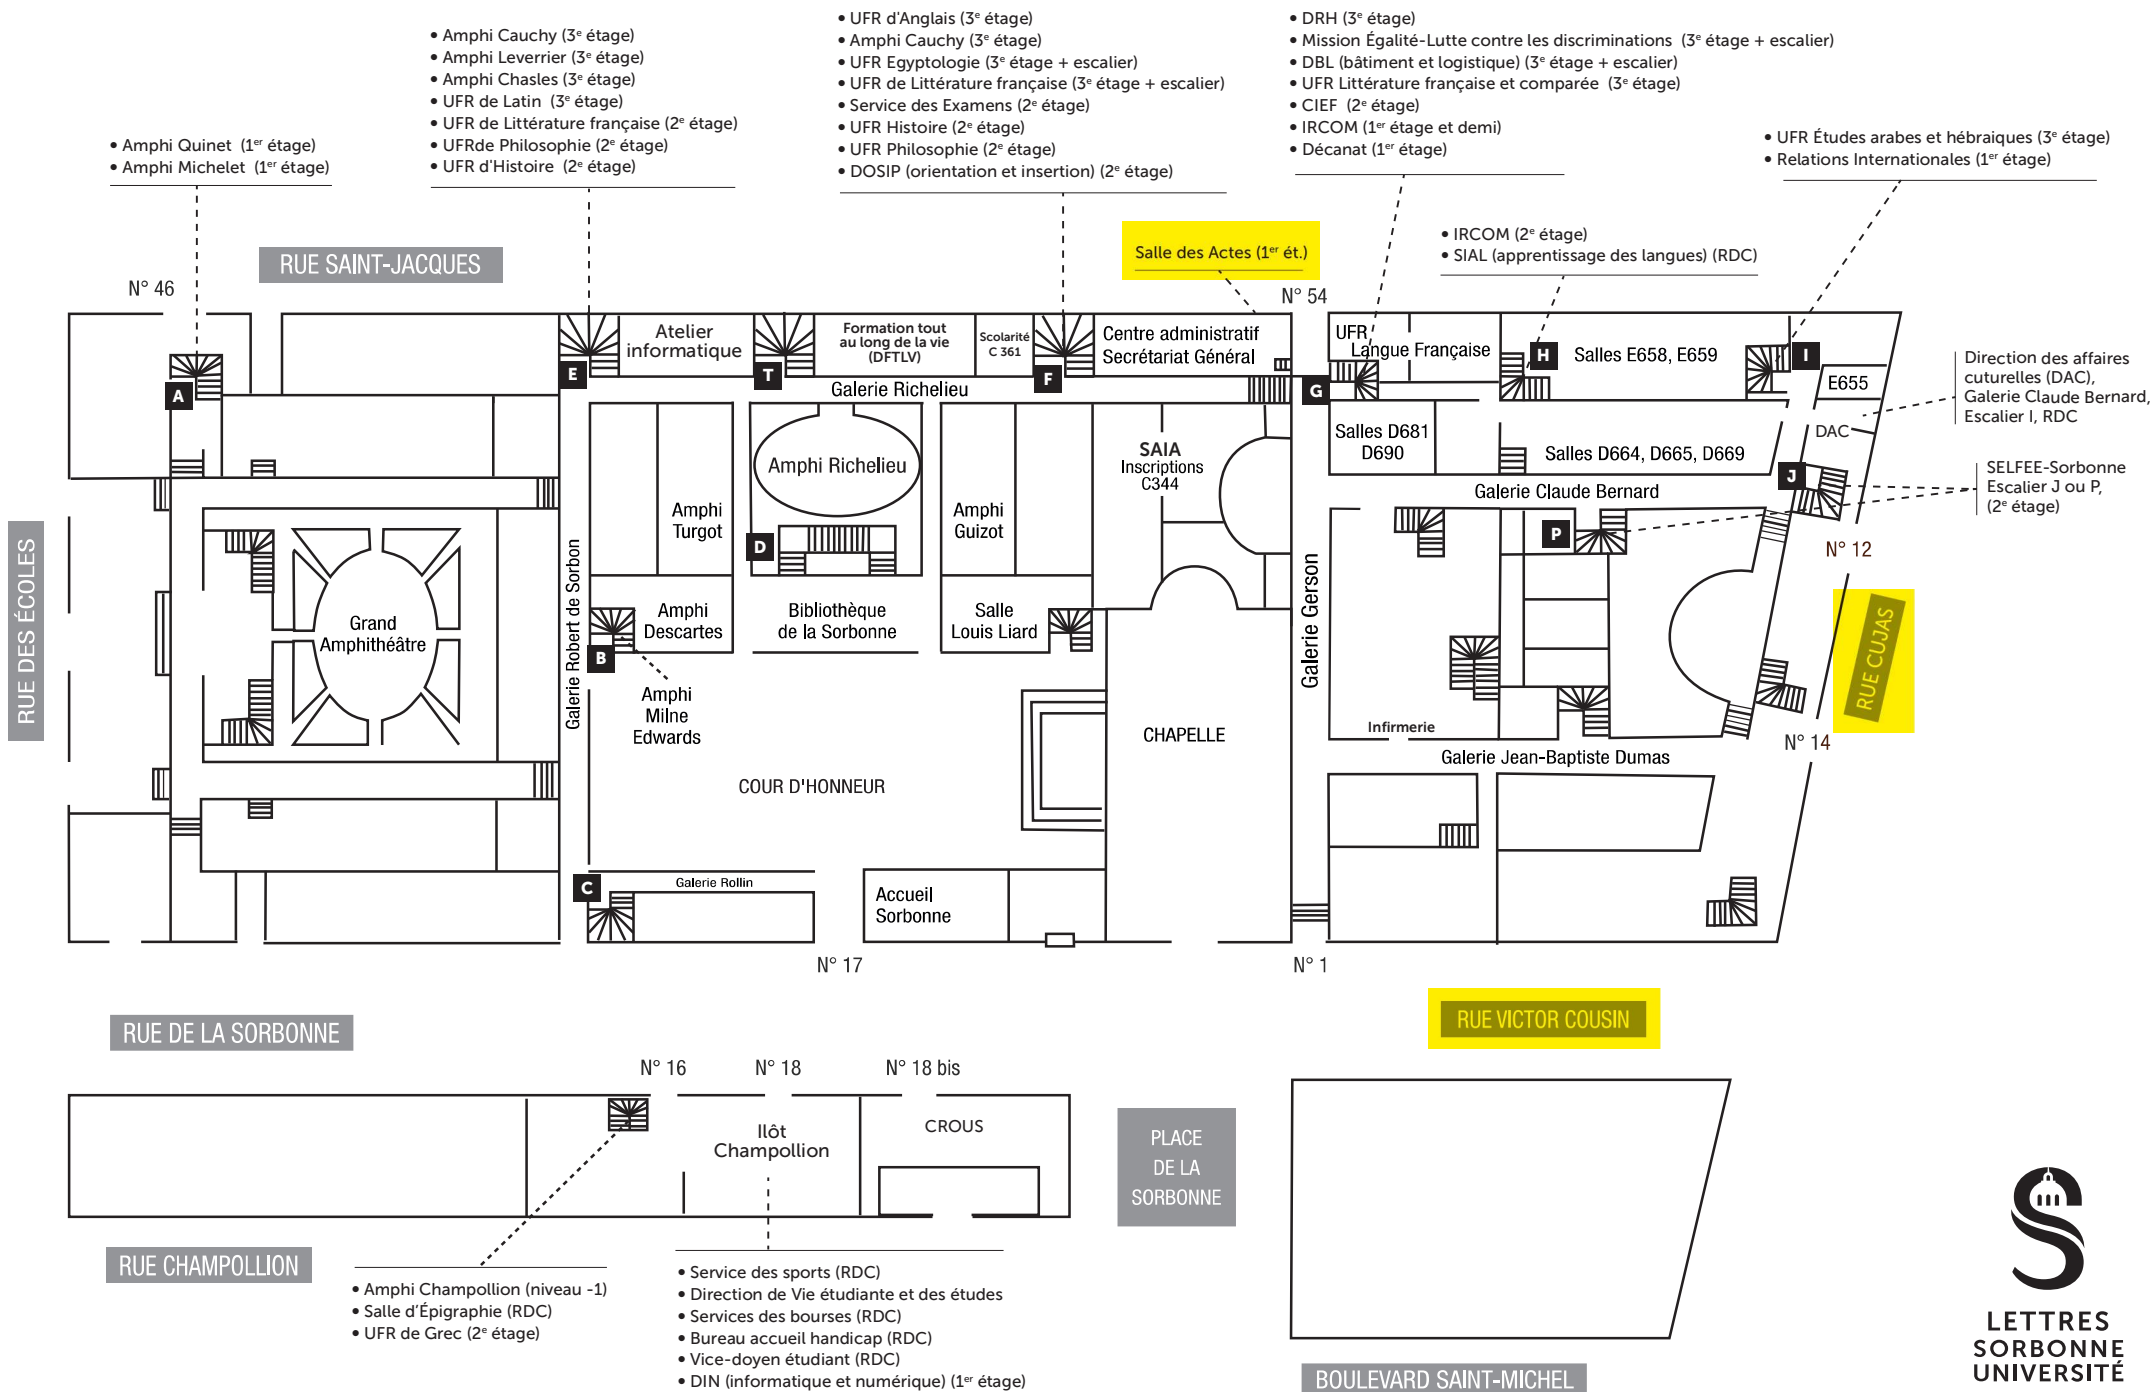 • Amphi Quinet (1er étage)
• Amphi Michelet (1er étage)
• Amphi Cauchy (3e étage)
• Amphi Leverrier (3e étage)
• Amphi Chasles (3e étage)
• UFR de Latin (3e étage)
• UFR de Littérature française (2e étage)
• UFRde Philosophie (2e étage)
• UFR d'Histoire (2e étage)
• UFR d'Anglais (3e étage)
• Amphi Cauchy (3e étage)
• UFR Egyptologie (3e étage + escalier)
• UFR de Littérature française (3e étage + escalier)
• Service des Examens (2e étage)
• UFR Histoire (2e étage)
• UFR Philosophie (2e étage)
• DOSIP (orientation et insertion) (2e étage)
• DRH (3e étage)
• Mission Égalité-Lutte contre les discriminations (3e étage + escalier)
• DBL (bâtiment et logistique) (3e étage + escalier)
• UFR Littérature française et comparée (3e étage)
• CIEF (2e étage)
• IRCOM (1er étage et demi)
• Décanat (1er étage)
• UFR Études arabes et hébraiques (3e étage)
• Relations Internationales (1er étage)
Salle des Actes (1er ét.)
• IRCOM (2e étage)
• SIAL (apprentissage des langues) (RDC)
RUE SAINT-JACQUES
N° 46
N° 54
A
E
Atelier
informatique
T
Formation tout
au long de la vie
(DFTLV)
Scolarité
C 361
F
Centre administratif
Secrétariat Général
G
UFR
Langue Française
H
Salles E658, E659
I
E655
Direction des affaires
cuturelles (DAC),
Galerie Claude Bernard,
Escalier I, RDC
DAC
Galerie Richelieu
Amphi Richelieu
SAIA
Inscriptions
C344
Salles D681
D690
Salles D664, D665, D669
J
SELFEE-Sorbonne
Escalier J ou P,
(2e étage)
Galerie Claude Bernard
RUE DES ÉCOLES
Grand
Amphithéâtre
Galerie Robert de Sorbon
Amphi
Turgot
D
Amphi
Guizot
P
N° 12
Amphi
Descartes
Bibliothèque
de la Sorbonne
Salle
Louis Liard
B
Galerie Gerson
RUE CUJAS
Amphi
Milne
Edwards
CHAPELLE
Infirmerie
N° 14
Galerie Jean-Baptiste Dumas
COUR D'HONNEUR
C
Galerie Rollin
Accueil
Sorbonne
N° 17
N° 1
RUE DE LA SORBONNE
RUE VICTOR COUSIN
N° 16
N° 18
N° 18 bis
Ilôt
Champollion
CROUS
PLACE
DE LA
SORBONNE
RUE CHAMPOLLION
• Amphi Champollion (niveau -1)
• Salle d'Épigraphie (RDC)
• UFR de Grec (2e étage)
• Service des sports (RDC)
• Direction de Vie étudiante et des études
• Services des bourses (RDC)
• Bureau accueil handicap (RDC)
• Vice-doyen étudiant (RDC)
• DIN (informatique et numérique) (1er étage)
BOULEVARD SAINT-MICHEL
LETTRES
SORBONNE
UNIVERSITÉ